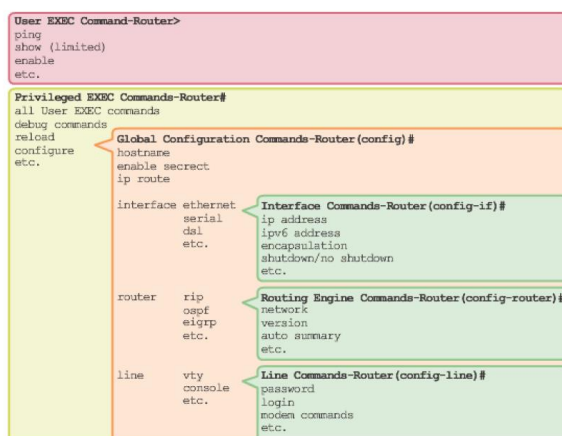 User EXEC Command-Router>
ping
show (limited)
enable
etc.
Privileged EXEC Commands-Router#
all User EXEC commands
debug commands
reload
configure
etc.
Global Configuration Commands-Router(config)#
hostname
enable secrect
ip route
interface ethernet
serial
dsl
etc.
Interface Commands-Router(config-if)#
ip address
ipv6 address
encapsulation
shutdown/no shutdown
etc.
router rip
ospf
eigrp
etc.
Routing Engine Commands-Router(config-router)#
network
version
auto summary
etc.
line vty
console
etc.
Line Commands-Router(config-line)#
password
login
modem commands
etc.